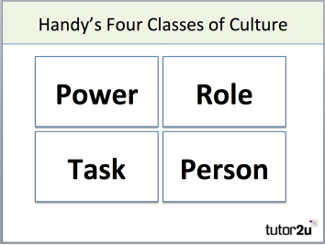 Handy's Four Classes of Culture
Power Role
Task Person
tutor2u